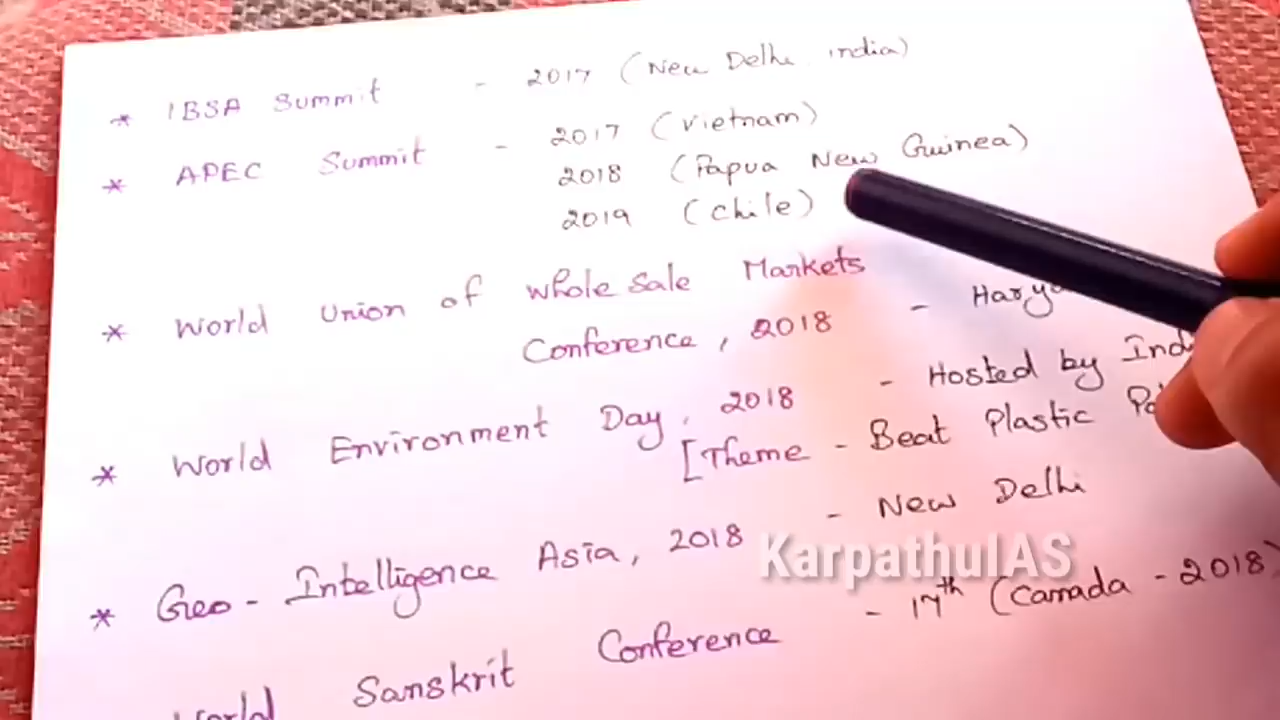 * IBSA Summit - 2017 (New Delhi, India)
* APEC Summit - 2017 (Vietnam)
2018 (Papua New Guinea)
2019 (Chile)
* World Union of Whole Sale Markets
Conference, 2018 -
* World Environment Day, 2018 - Hosted by
[Theme - Beat Plastic
* Geo - Intelligence Asia, 2018 - New Delhi
KarpathuIAS
World Sanskrit Conference - 17th (Canada - 2018)